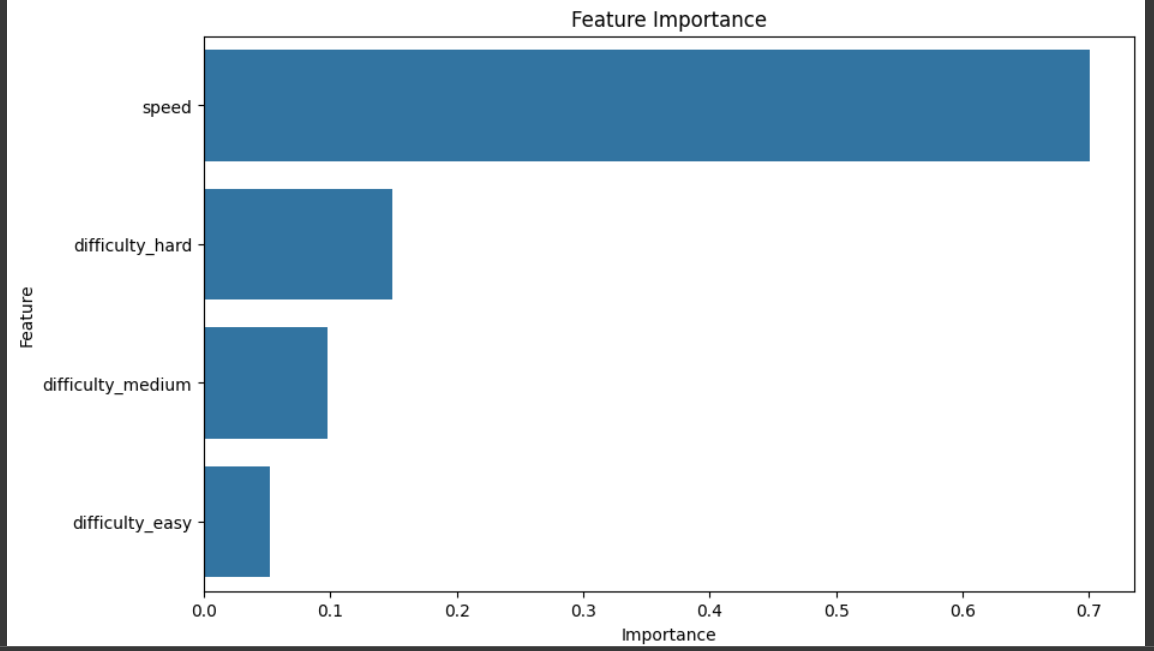 Feature Importance
speed
difficulty_hard
difficulty_medium
difficulty_easy
Feature
0.0 0.1 0.2 0.3 0.4 0.5 0.6 0.7
Importance